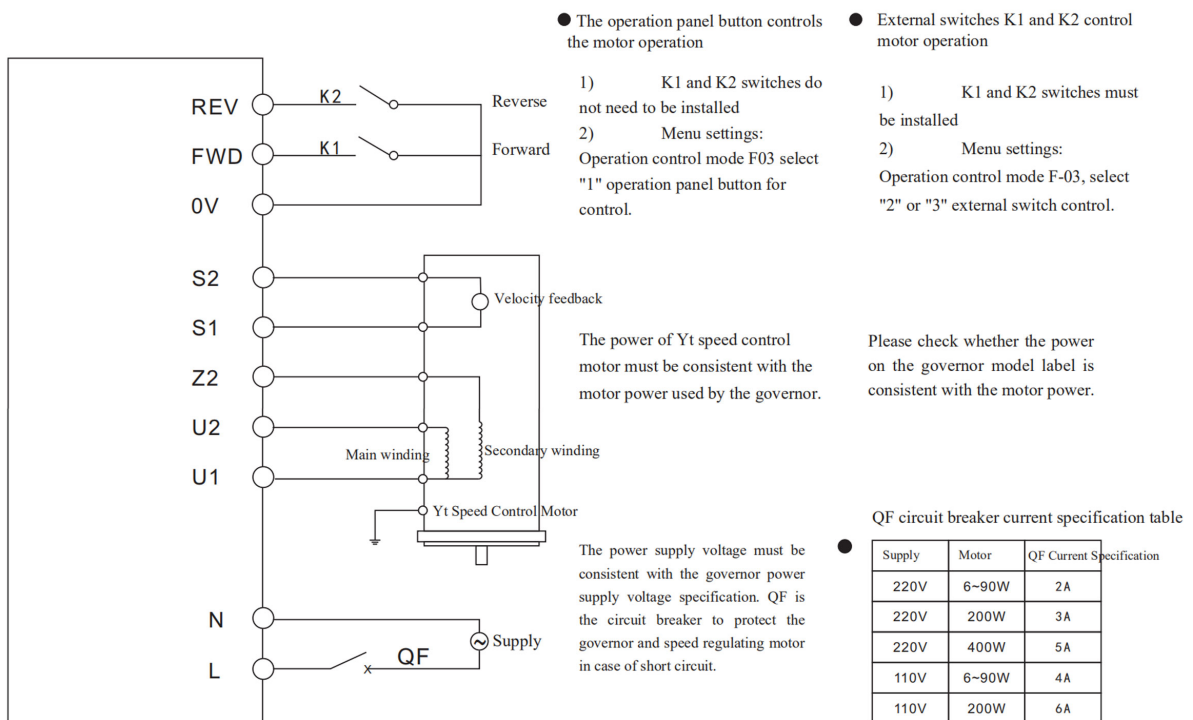 ● The operation panel button controls
the motor operation
1) K1 and K2 switches do
not need to be installed
2) Menu settings:
Operation control mode F03 select
"1" operation panel button for
control.
● External switches K1 and K2 control
motor operation
1) K1 and K2 switches must
be installed
2) Menu settings:
Operation control mode F-03, select
"2" or "3" external switch control.
REV K2 Reverse
FWD K1 Forward
0V
S2
Velocity feedback
S1
Z2
U2
Main winding Secondary winding
U1
Yt Speed Control Motor
The power of Yt speed control
motor must be consistent with the
motor power used by the governor.
Please check whether the power
on the governor model label is
consistent with the motor power.
N
Supply
L QF
The power supply voltage must be
consistent with the governor power
supply voltage specification. QF is
the circuit breaker to protect the
governor and speed regulating motor
in case of short circuit.
QF circuit breaker current specification table
●
Supply Motor QF Current Specification
220V 6~90W 2A
220V 200W 3A
220V 400W 5A
110V 6~90W 4A
110V 200W 6A